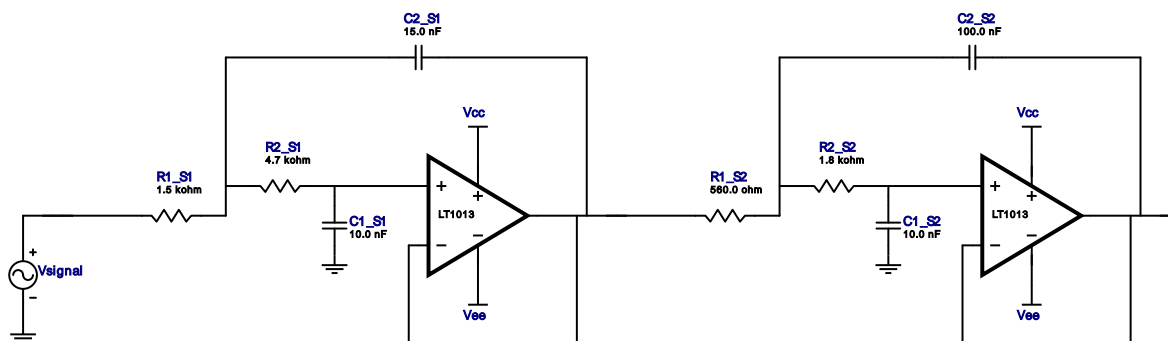 C2_S1
15.0 nF
C2_S2
100.0 nF
Vcc
Vcc
R2_S1
4.7 kohm
R2_S2
1.8 kohm
R1_S1
1.5 kohm
R1_S2
560.0 ohm
+
+
LT1013
−
−
+
+
LT1013
−
−
C1_S1
10.0 nF
C1_S2
10.0 nF
+
Vsignal
−
Vee
Vee